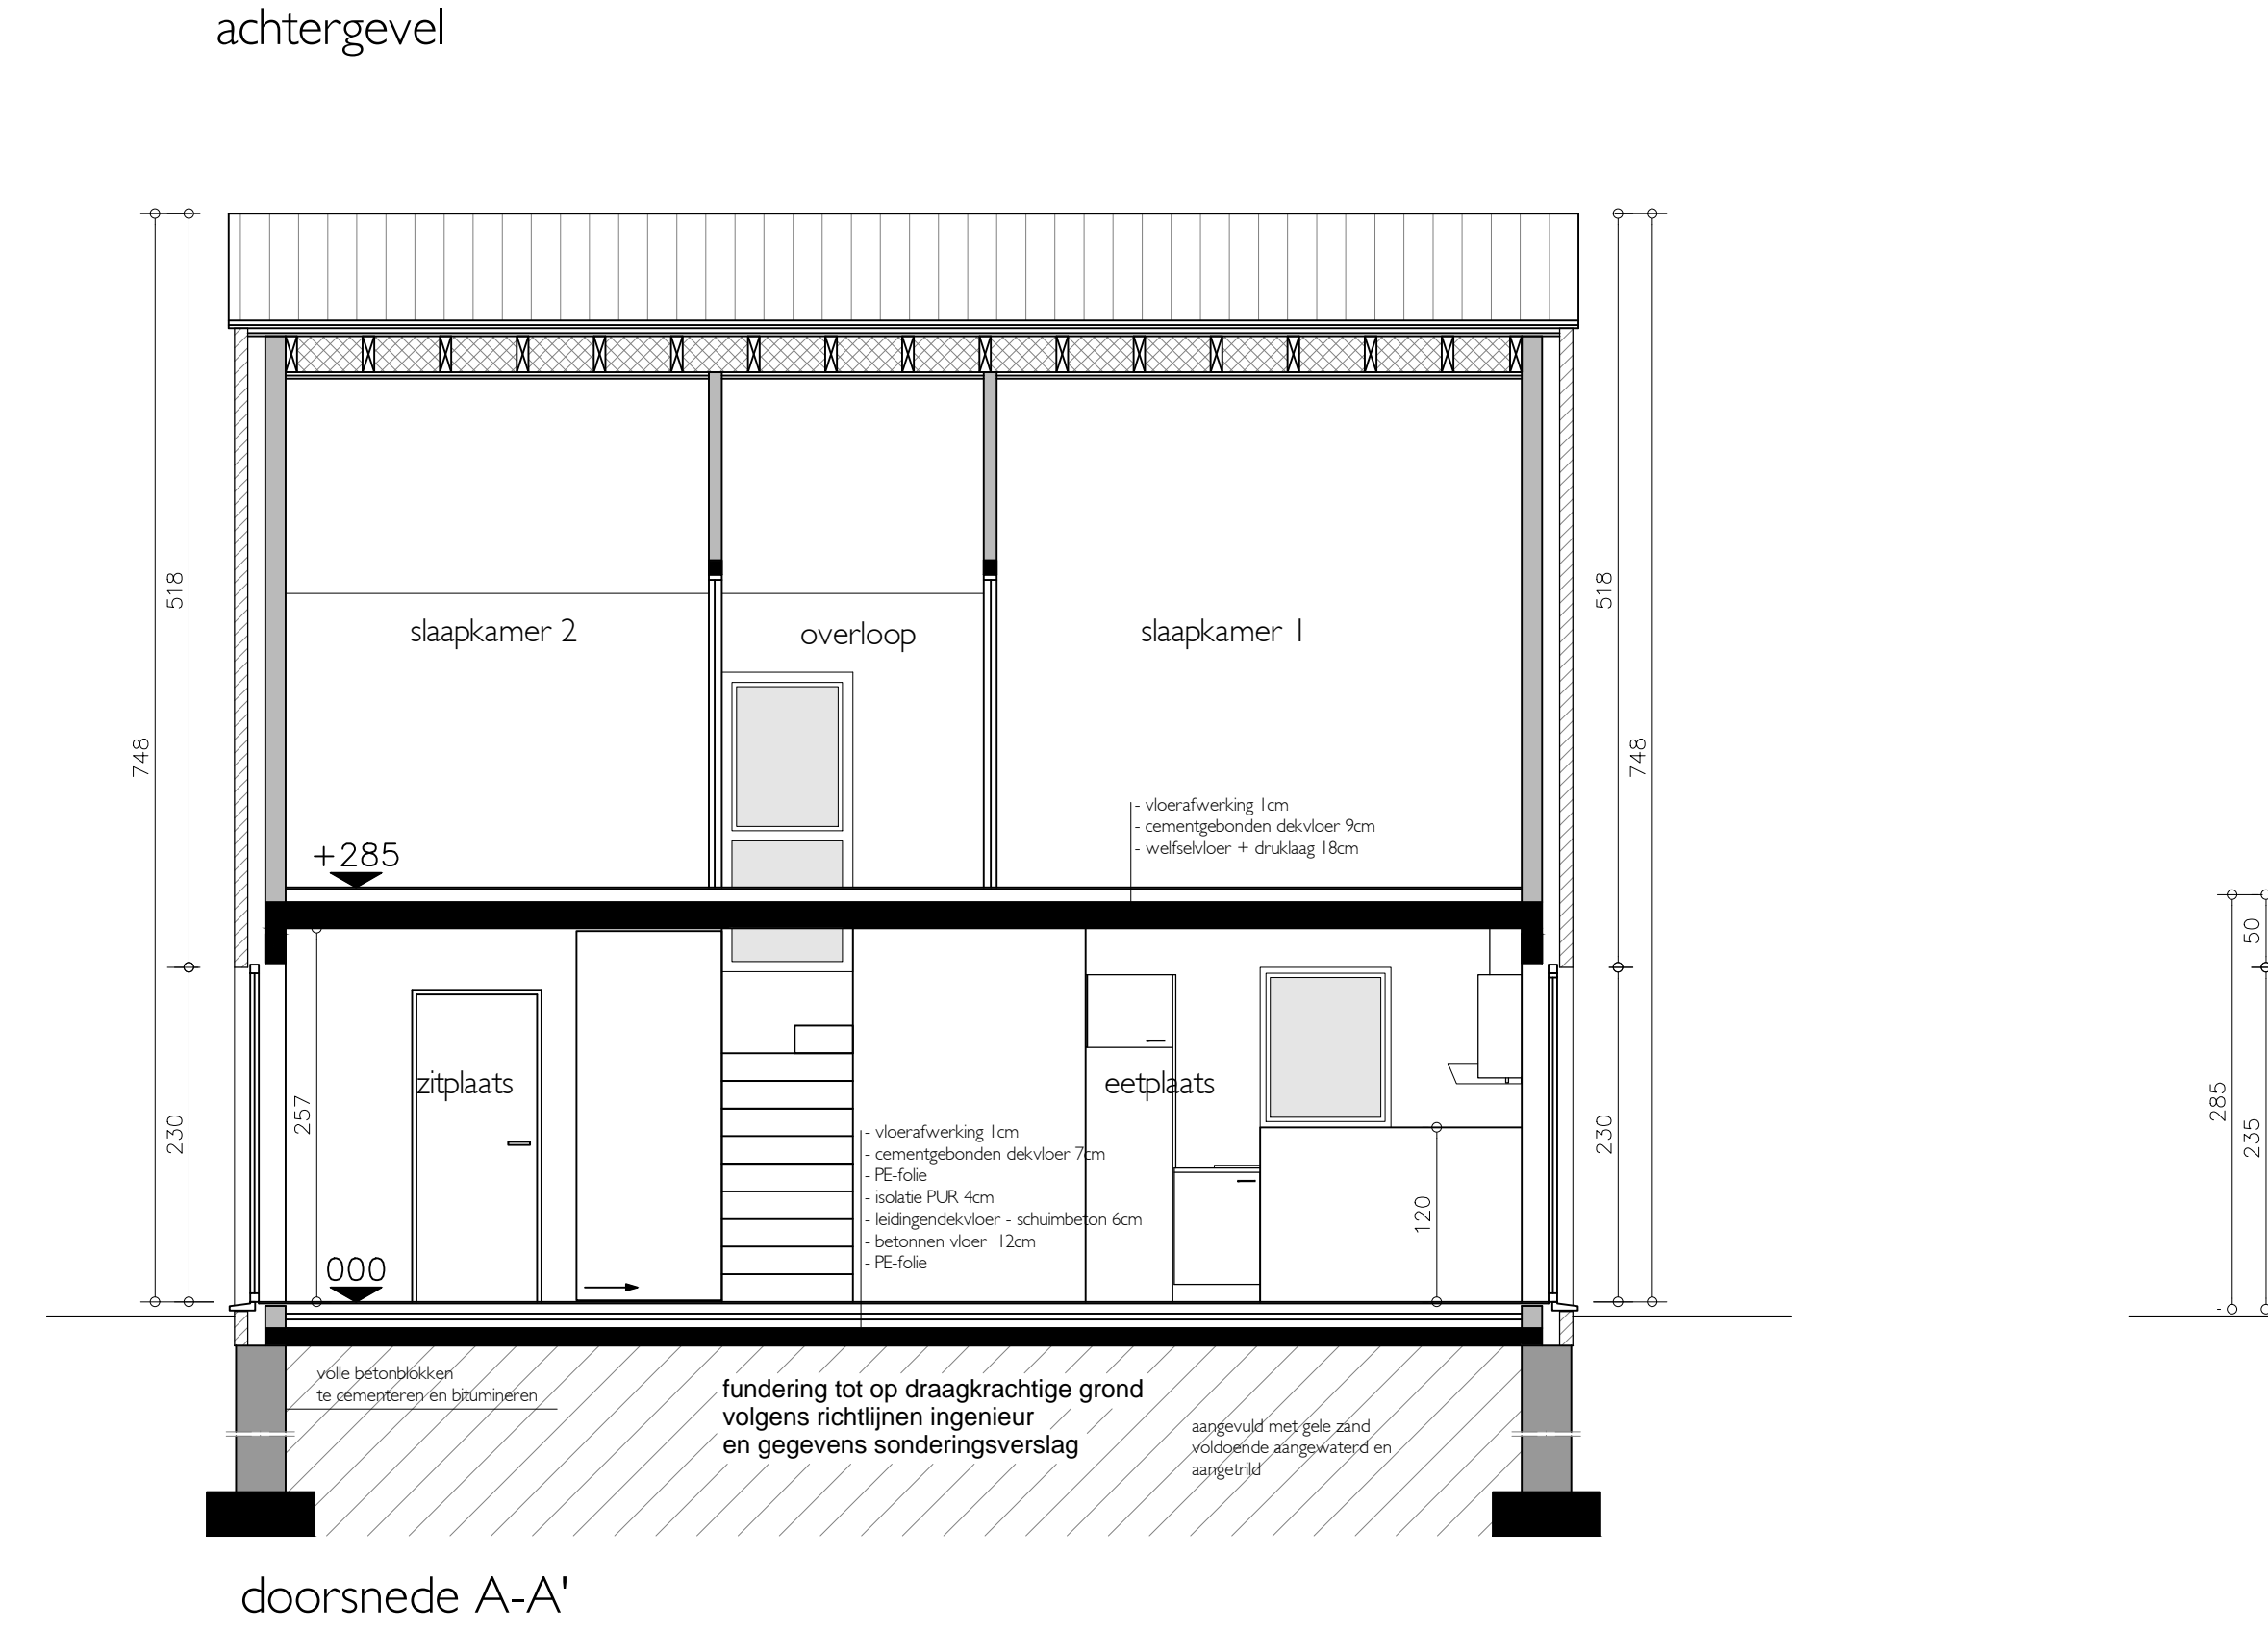 achtergevel
518
748
230
257
+285
000
slaapkamer 2
overloop
slaapkamer 1
- vloerafwerking 1cm
- cementgebonden dekvloer 9cm
- welfselvloer + druklaag 18cm
zitplaats
eetplaats
- vloerafwerking 1cm
- cementgebonden dekvloer 7cm
- PE-folie
- isolatie PUR 4cm
- leidingendekvloer - schuimbeton 6cm
- betonnen vloer 12cm
- PE-folie
120
518
748
230
50
285
235
volle betonblokken
te cementeren en bitumineren
fundering tot op draagkrachtige grond
volgens richtlijnen ingenieur
en gegevens sonderingsverslag
aangevuld met gele zand
voldoende aangewaterd en
aangetrild
doorsnede A-A'